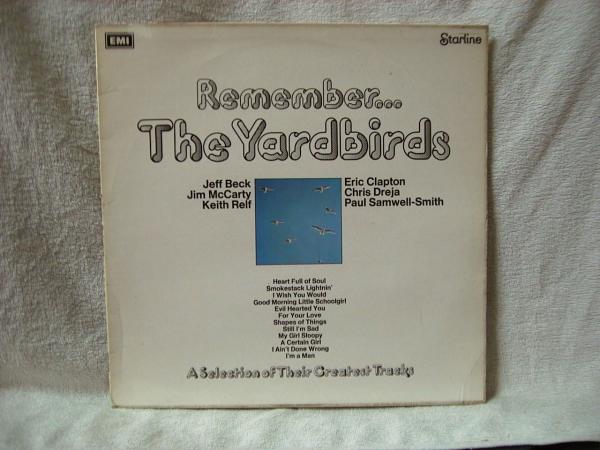 EMI
Starline
Remember...
The Yardbirds
Jeff Beck
Jim McCarty
Keith Relf
Eric Clapton
Chris Dreja
Paul Samwell-Smith
Heart Full of Soul
Smokestack Lightnin'
I Wish You Would
Good Morning Little Schoolgirl
Evil Hearted You
For Your Love
Shapes of Things
Still I'm Sad
My Girl Sloopy
A Certain Girl
I Ain't Done Wrong
I'm a Man
A Selection of Their Greatest Tracks